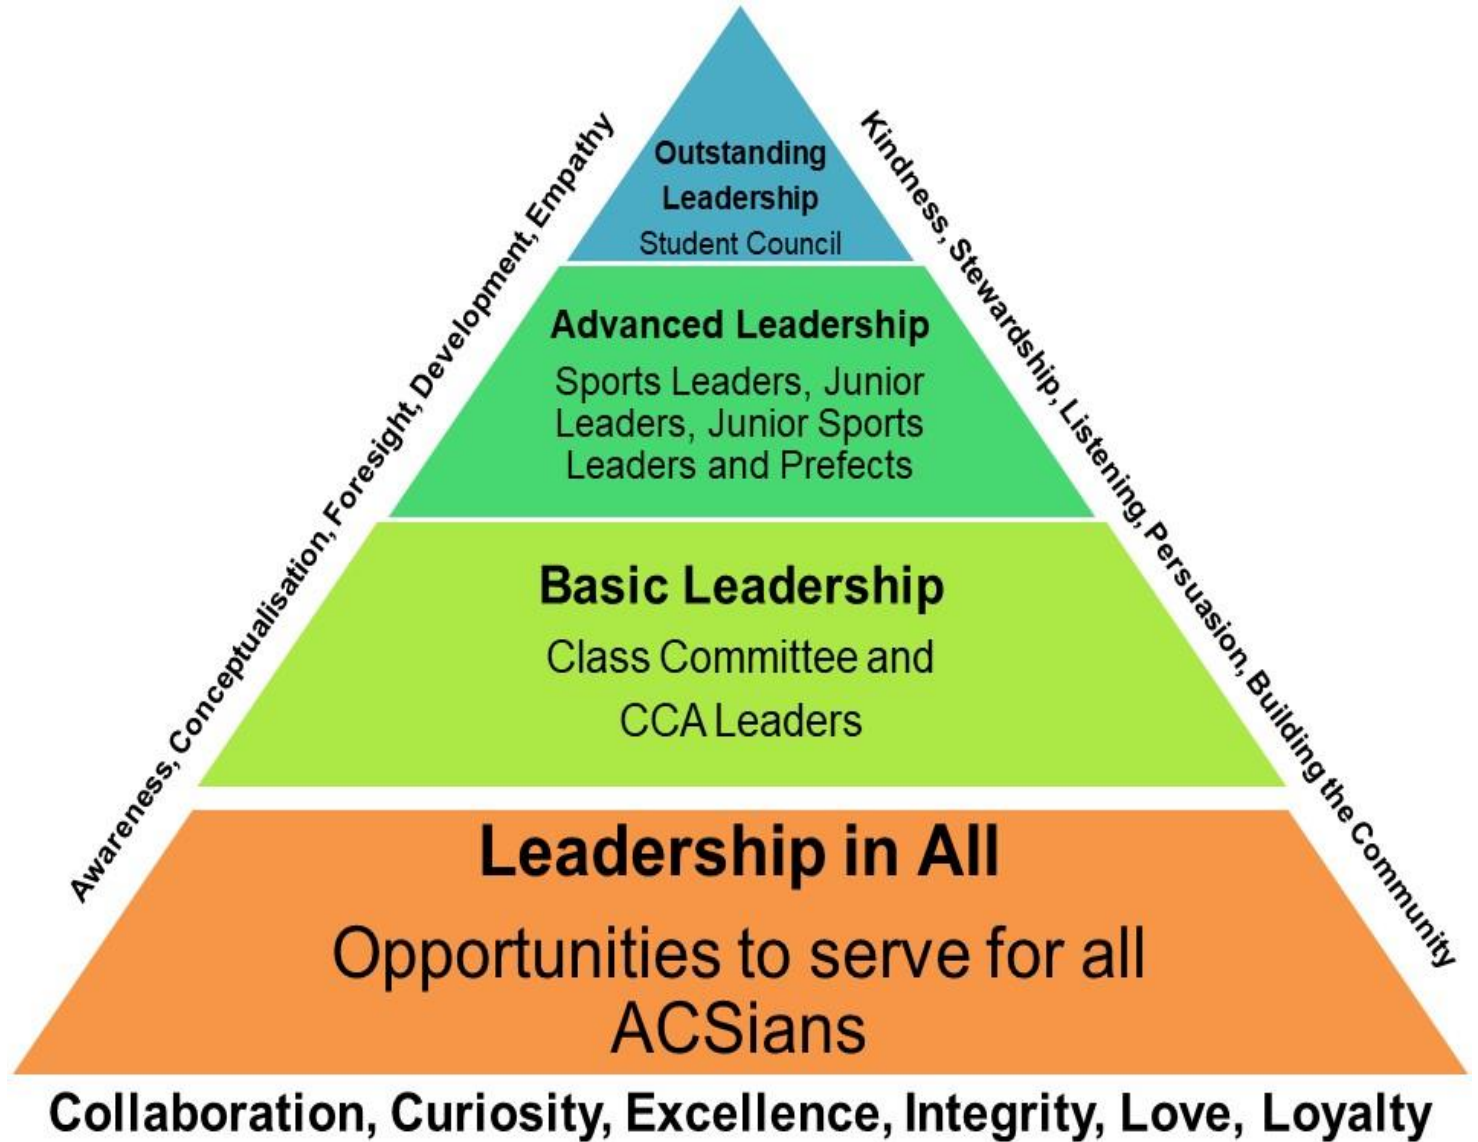 Outstanding
Leadership
Student Council
Advanced Leadership
Sports Leaders, Junior
Leaders, Junior Sports
Leaders and Prefects
Basic Leadership
Class Committee and
CCA Leaders
Leadership in All
Opportunities to serve for all
ACSians
Awareness, Conceptualisation, Foresight, Development, Empathy
Kindness, Stewardship, Listening, Persuasion, Building the Community
Collaboration, Curiosity, Excellence, Integrity, Love, Loyalty